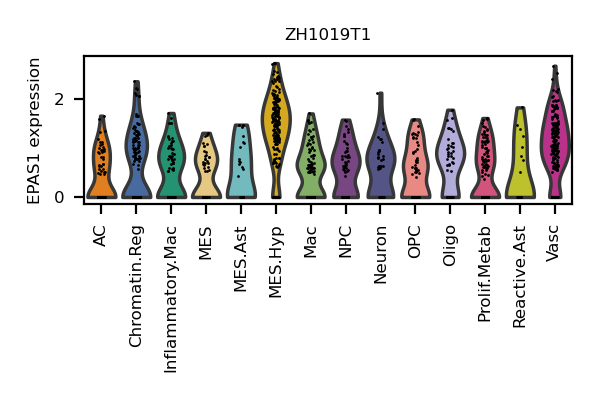 ZH1019T1
EPAS1 expression
2
0
AC
Chromatin.Reg
Inflammatory.Mac
MES
MES.Ast
MES.Hyp
Mac
NPC
Neuron
OPC
Oligo
Prolif.Metab
Reactive.Ast
Vasc